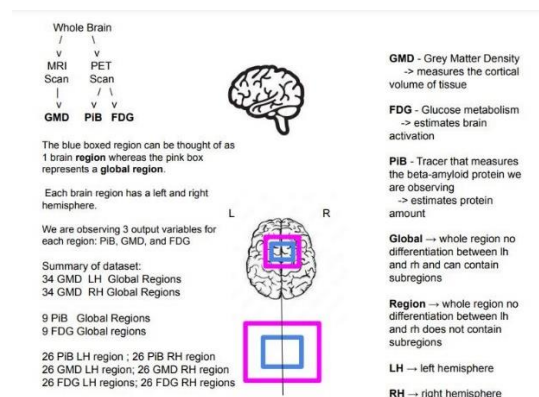 Whole Brain
/ \
v v
MRI PET
Scan Scan
| / \
v v v
GMD PiB FDG
The blue boxed region can be thought of as
1 brain region whereas the pink box
represents a global region.
Each brain region has a left and right
hemisphere.
We are observing 3 output variables for
each region: PiB, GMD, and FDG
Summary of dataset:
34 GMD LH Global Regions
34 GMD RH Global Regions
9 PiB Global Regions
9 FDG Global regions
26 PiB LH region ; 26 PiB RH region
26 GMD LH region; 26 GMD RH region
26 FDG LH regions; 26 FDG RH regions
L R
GMD - Grey Matter Density
-> measures the cortical
volume of tissue
FDG - Glucose metabolism
-> estimates brain
activation
PiB - Tracer that measures
the beta-amyloid protein we
are observing
-> estimates protein
amount
Global → whole region no
differentiation between lh
and rh and can contain
subregions
Region → whole region no
differentiation between lh
and rh does not contain
subregions
LH → left hemisphere
RH → right hemisphere